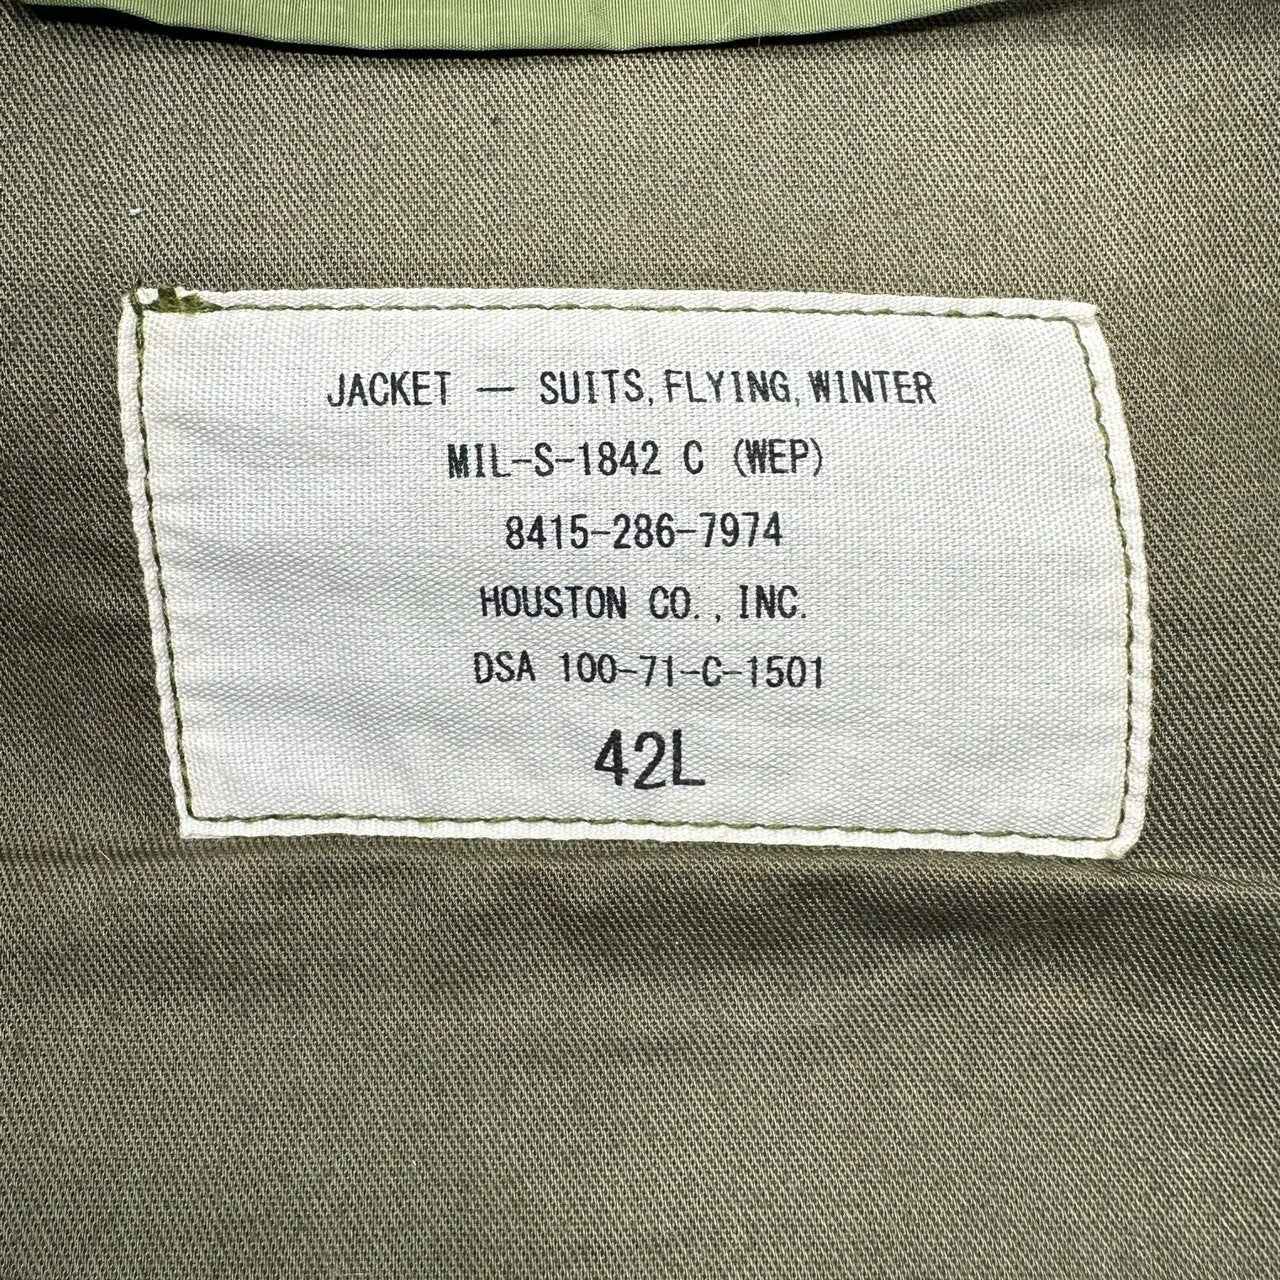 JACKET — SUITS, FLYING, WINTER
MIL-S-1842 C (WEP)
8415-286-7974
HOUSTON CO., INC.
DSA 100-71-C-1501
42L